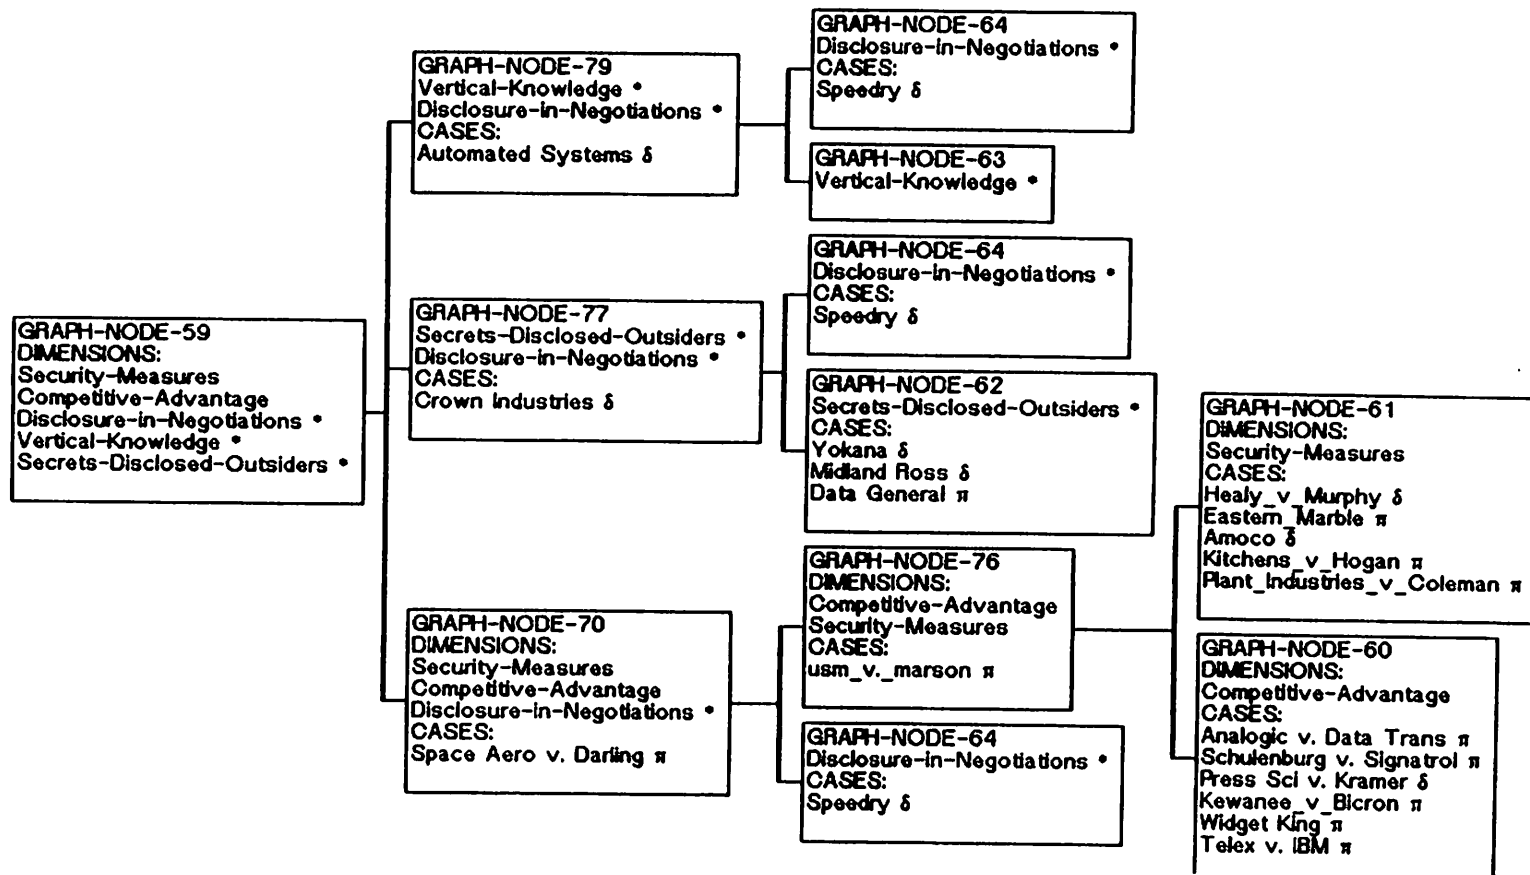 GRAPH-NODE-59
DIMENSIONS:
Security-Measures
Competitive-Advantage
Disclosure-in-Negotiations *
Vertical-Knowledge *
Secrets-Disclosed-Outsiders *
GRAPH-NODE-79
Vertical-Knowledge *
Disclosure-in-Negotiations *
CASES:
Automated Systems δ
GRAPH-NODE-77
Secrets-Disclosed-Outsiders *
Disclosure-in-Negotiations *
CASES:
Crown Industries δ
GRAPH-NODE-70
DIMENSIONS:
Security-Measures
Competitive-Advantage
Disclosure-in-Negotiations *
CASES:
Space Aero v. Darling π
GRAPH-NODE-64
Disclosure-in-Negotiations *
CASES:
Speedry δ
GRAPH-NODE-63
Vertical-Knowledge *
GRAPH-NODE-64
Disclosure-in-Negotiations *
CASES:
Speedry δ
GRAPH-NODE-62
Secrets-Disclosed-Outsiders *
CASES:
Yokana δ
Midland Ross δ
Data General π
GRAPH-NODE-76
DIMENSIONS:
Competitive-Advantage
Security-Measures
CASES:
usm_v._marson π
GRAPH-NODE-64
Disclosure-in-Negotiations *
CASES:
Speedry δ
GRAPH-NODE-61
DIMENSIONS:
Security-Measures
CASES:
Healy_v_Murphy δ
Eastern_Marble π
Amoco δ
Kitchens_v_Hogan π
Plant_Industries_v_Coleman π
GRAPH-NODE-60
DIMENSIONS:
Competitive-Advantage
CASES:
Analogic v. Data Trans π
Schulenburg v. Signatrol π
Press Sci v. Kramer δ
Kewanee_v_Bicron π
Widget King π
Telex v. IBM π